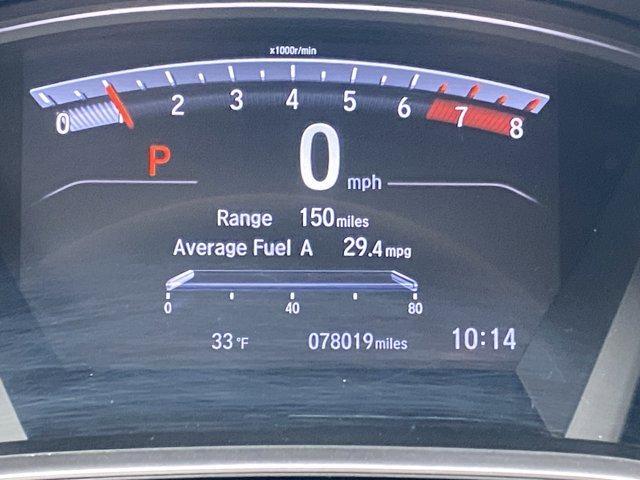 x1000r/min
0 2 3 4 5 6 7 8
P 0 mph
Range 150 miles
Average Fuel A 29.4 mpg
0 40 80
33°F 078019 miles 10:14